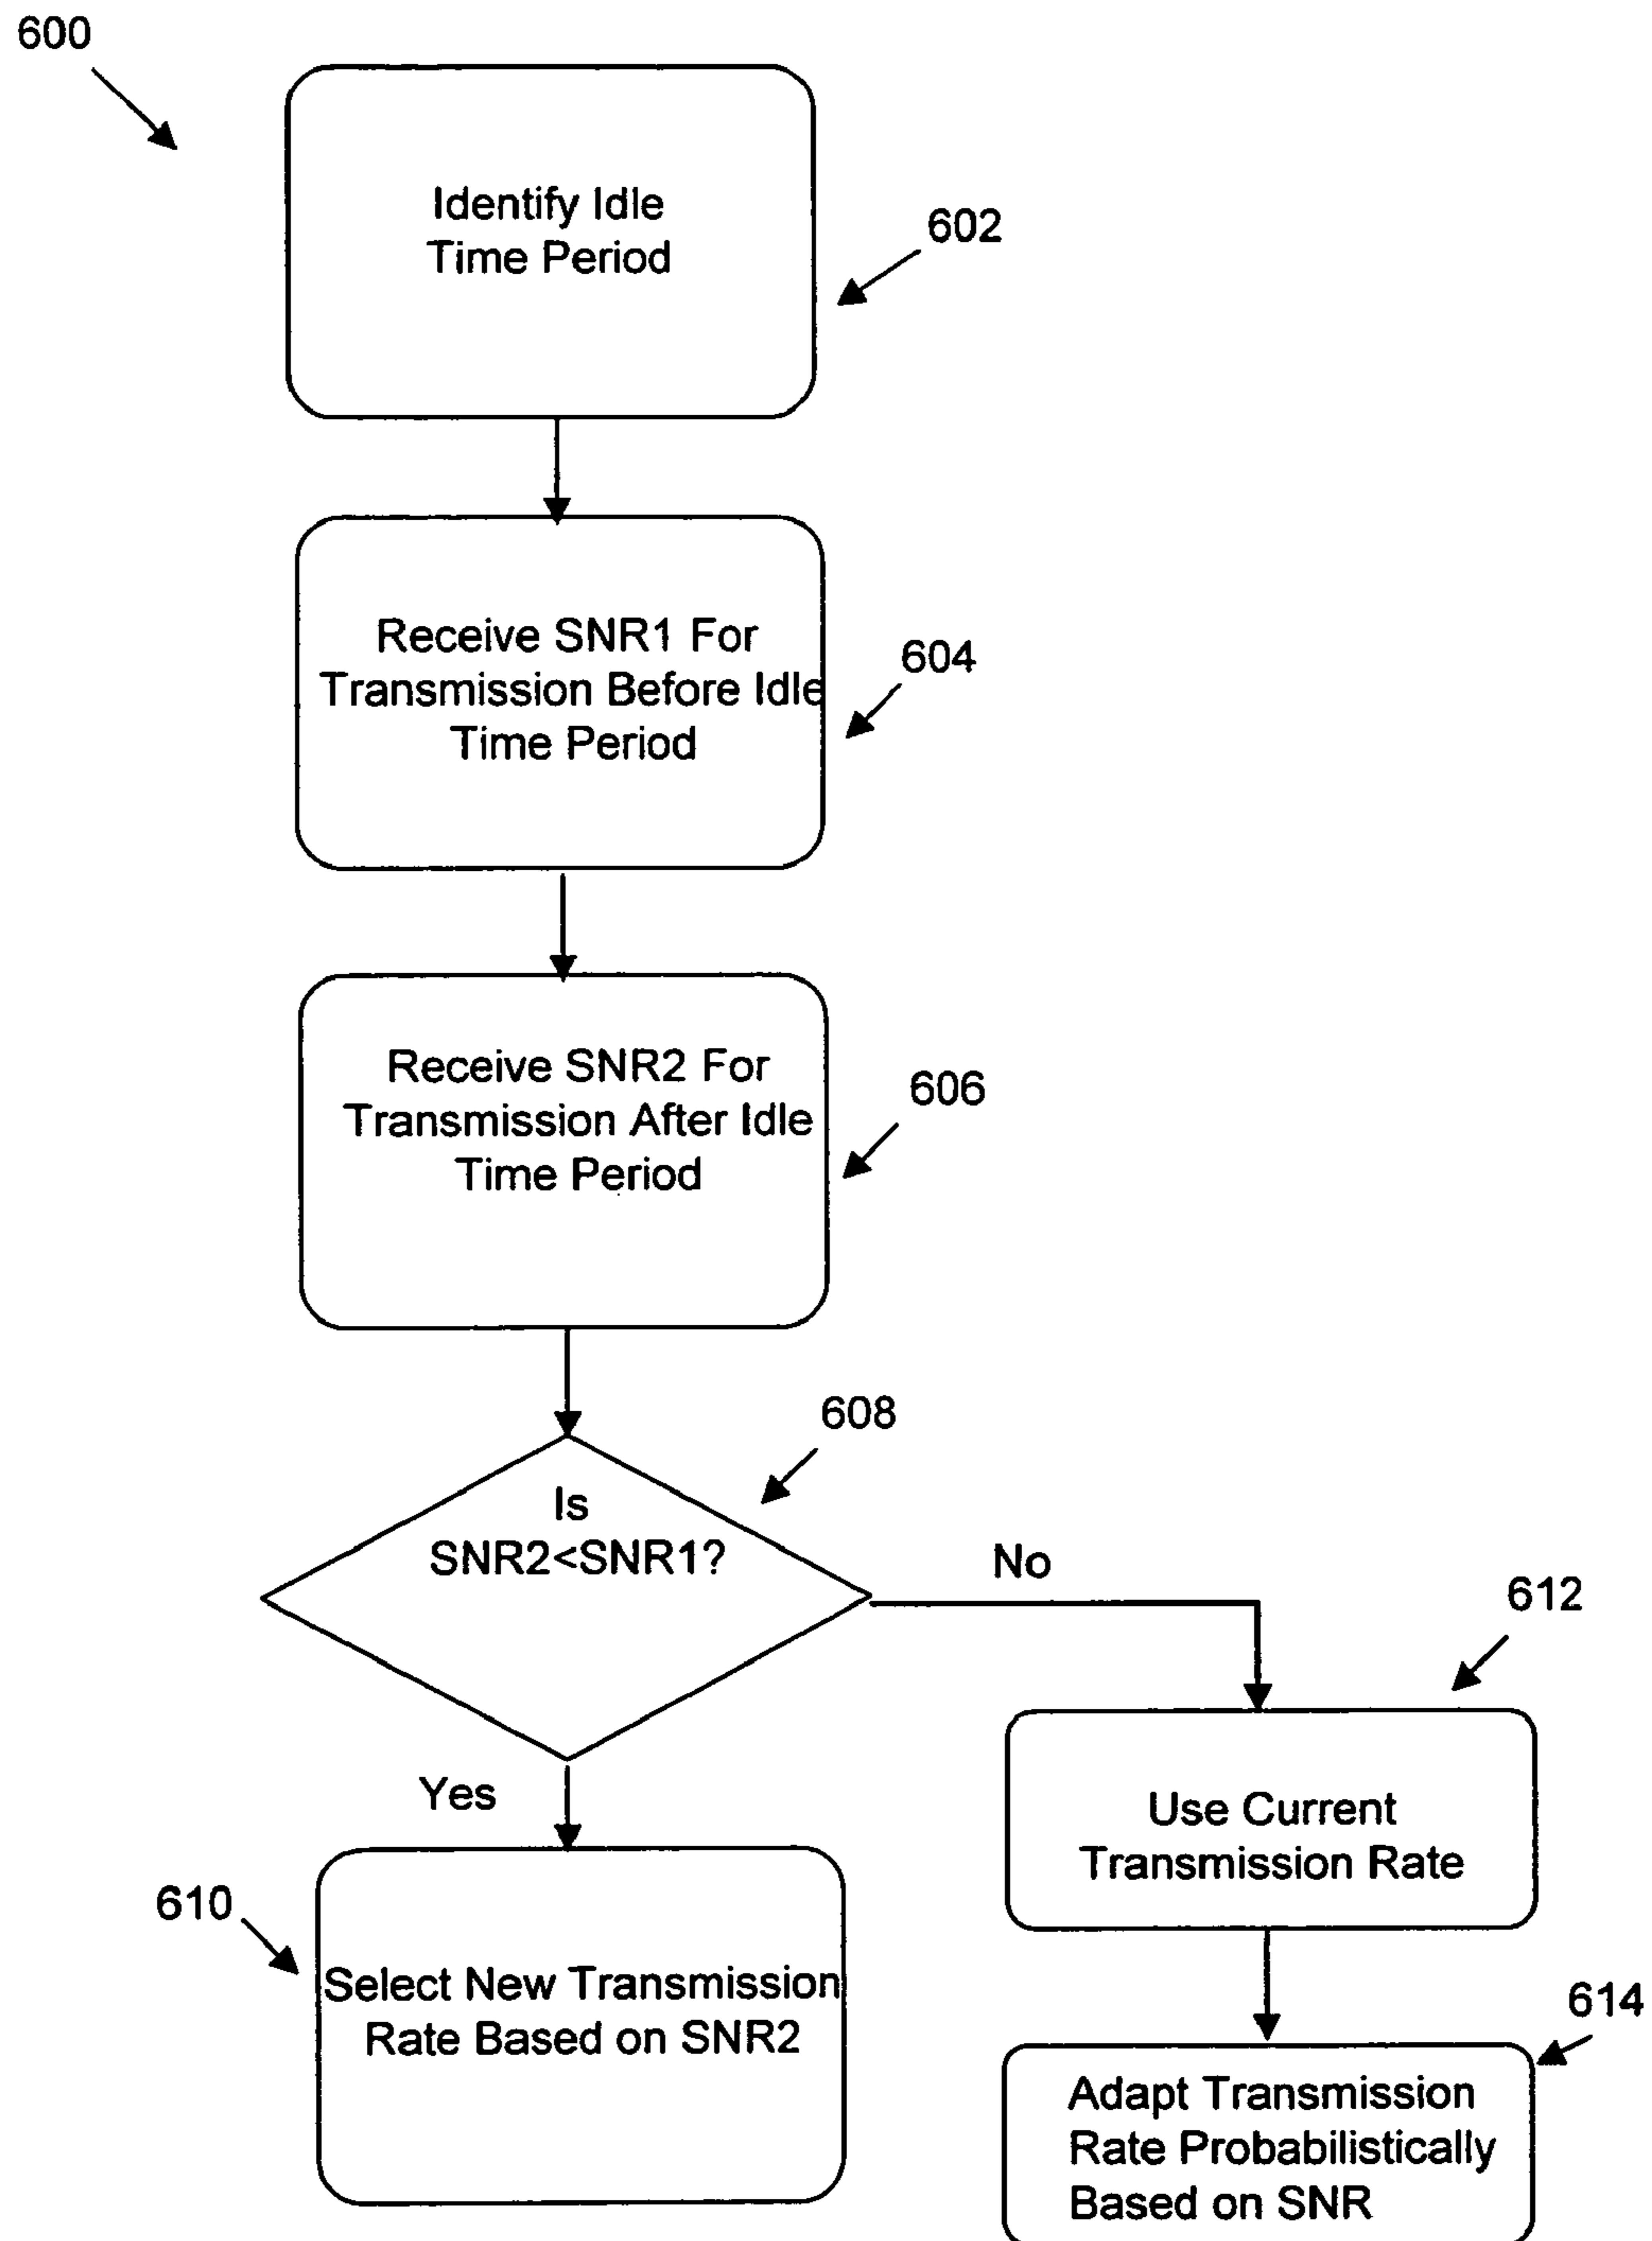 600
Identify Idle
Time Period
602
Receive SNR1 For
Transmission Before Idle
Time Period
604
Receive SNR2 For
Transmission After Idle
Time Period
606
608
Is
SNR2<SNR1?
No
Yes
612
Use Current
Transmission Rate
610
Select New Transmission
Rate Based on SNR2
614
Adapt Transmission
Rate Probabilistically
Based on SNR